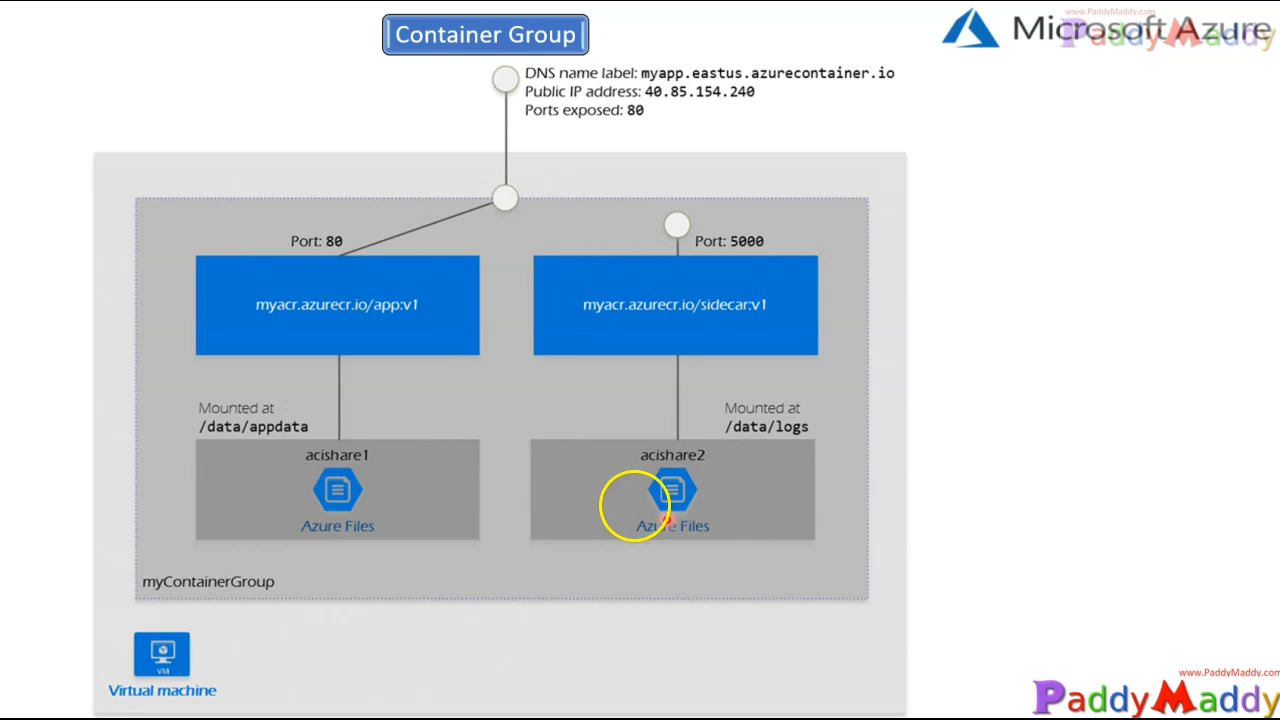 www.PaddyMaddy.com
Container Group
Microsoft Azure
PaddyMaddy
DNS name label: myapp.eastus.azurecontainer.io
Public IP address: 40.85.154.240
Ports exposed: 80
Port: 80
Port: 5000
myacr.azurecr.io/app:v1
myacr.azurecr.io/sidecar:v1
Mounted at
/data/appdata
Mounted at
/data/logs
acishare1
Azure Files
acishare2
Azure Files
myContainerGroup
VM
Virtual machine
www.PaddyMaddy.com
PaddyMaddy